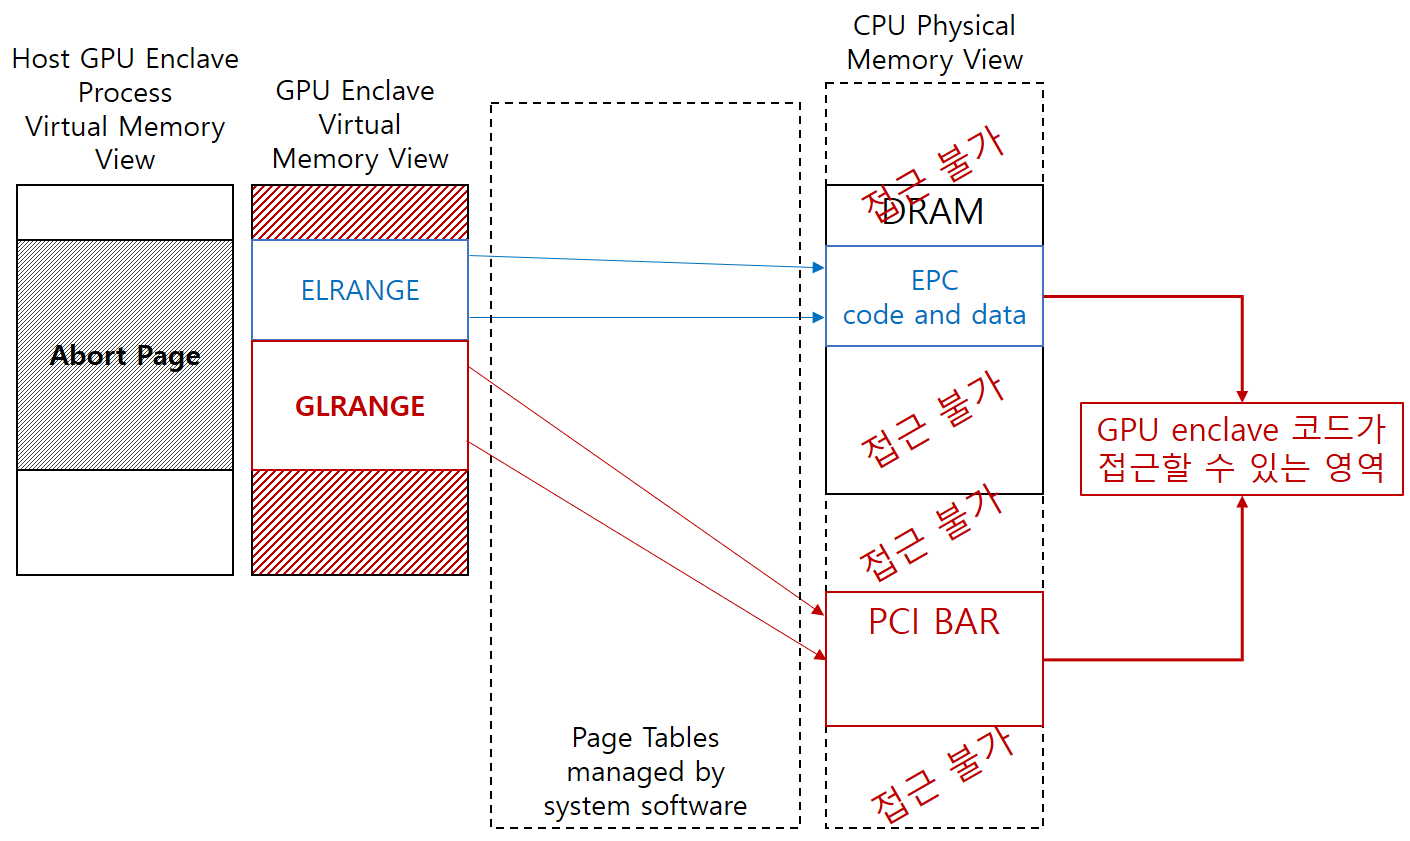 Host GPU Enclave
Process
Virtual Memory
View
GPU Enclave
Virtual
Memory View
CPU Physical
Memory View
Abort Page
ELRANGE
GLRANGE
Page Tables
managed by
system software
접근 불가
DRAM
EPC
code and data
접근 불가
접근 불가
PCI BAR
접근 불가
GPU enclave 코드가
접근할 수 있는 영역